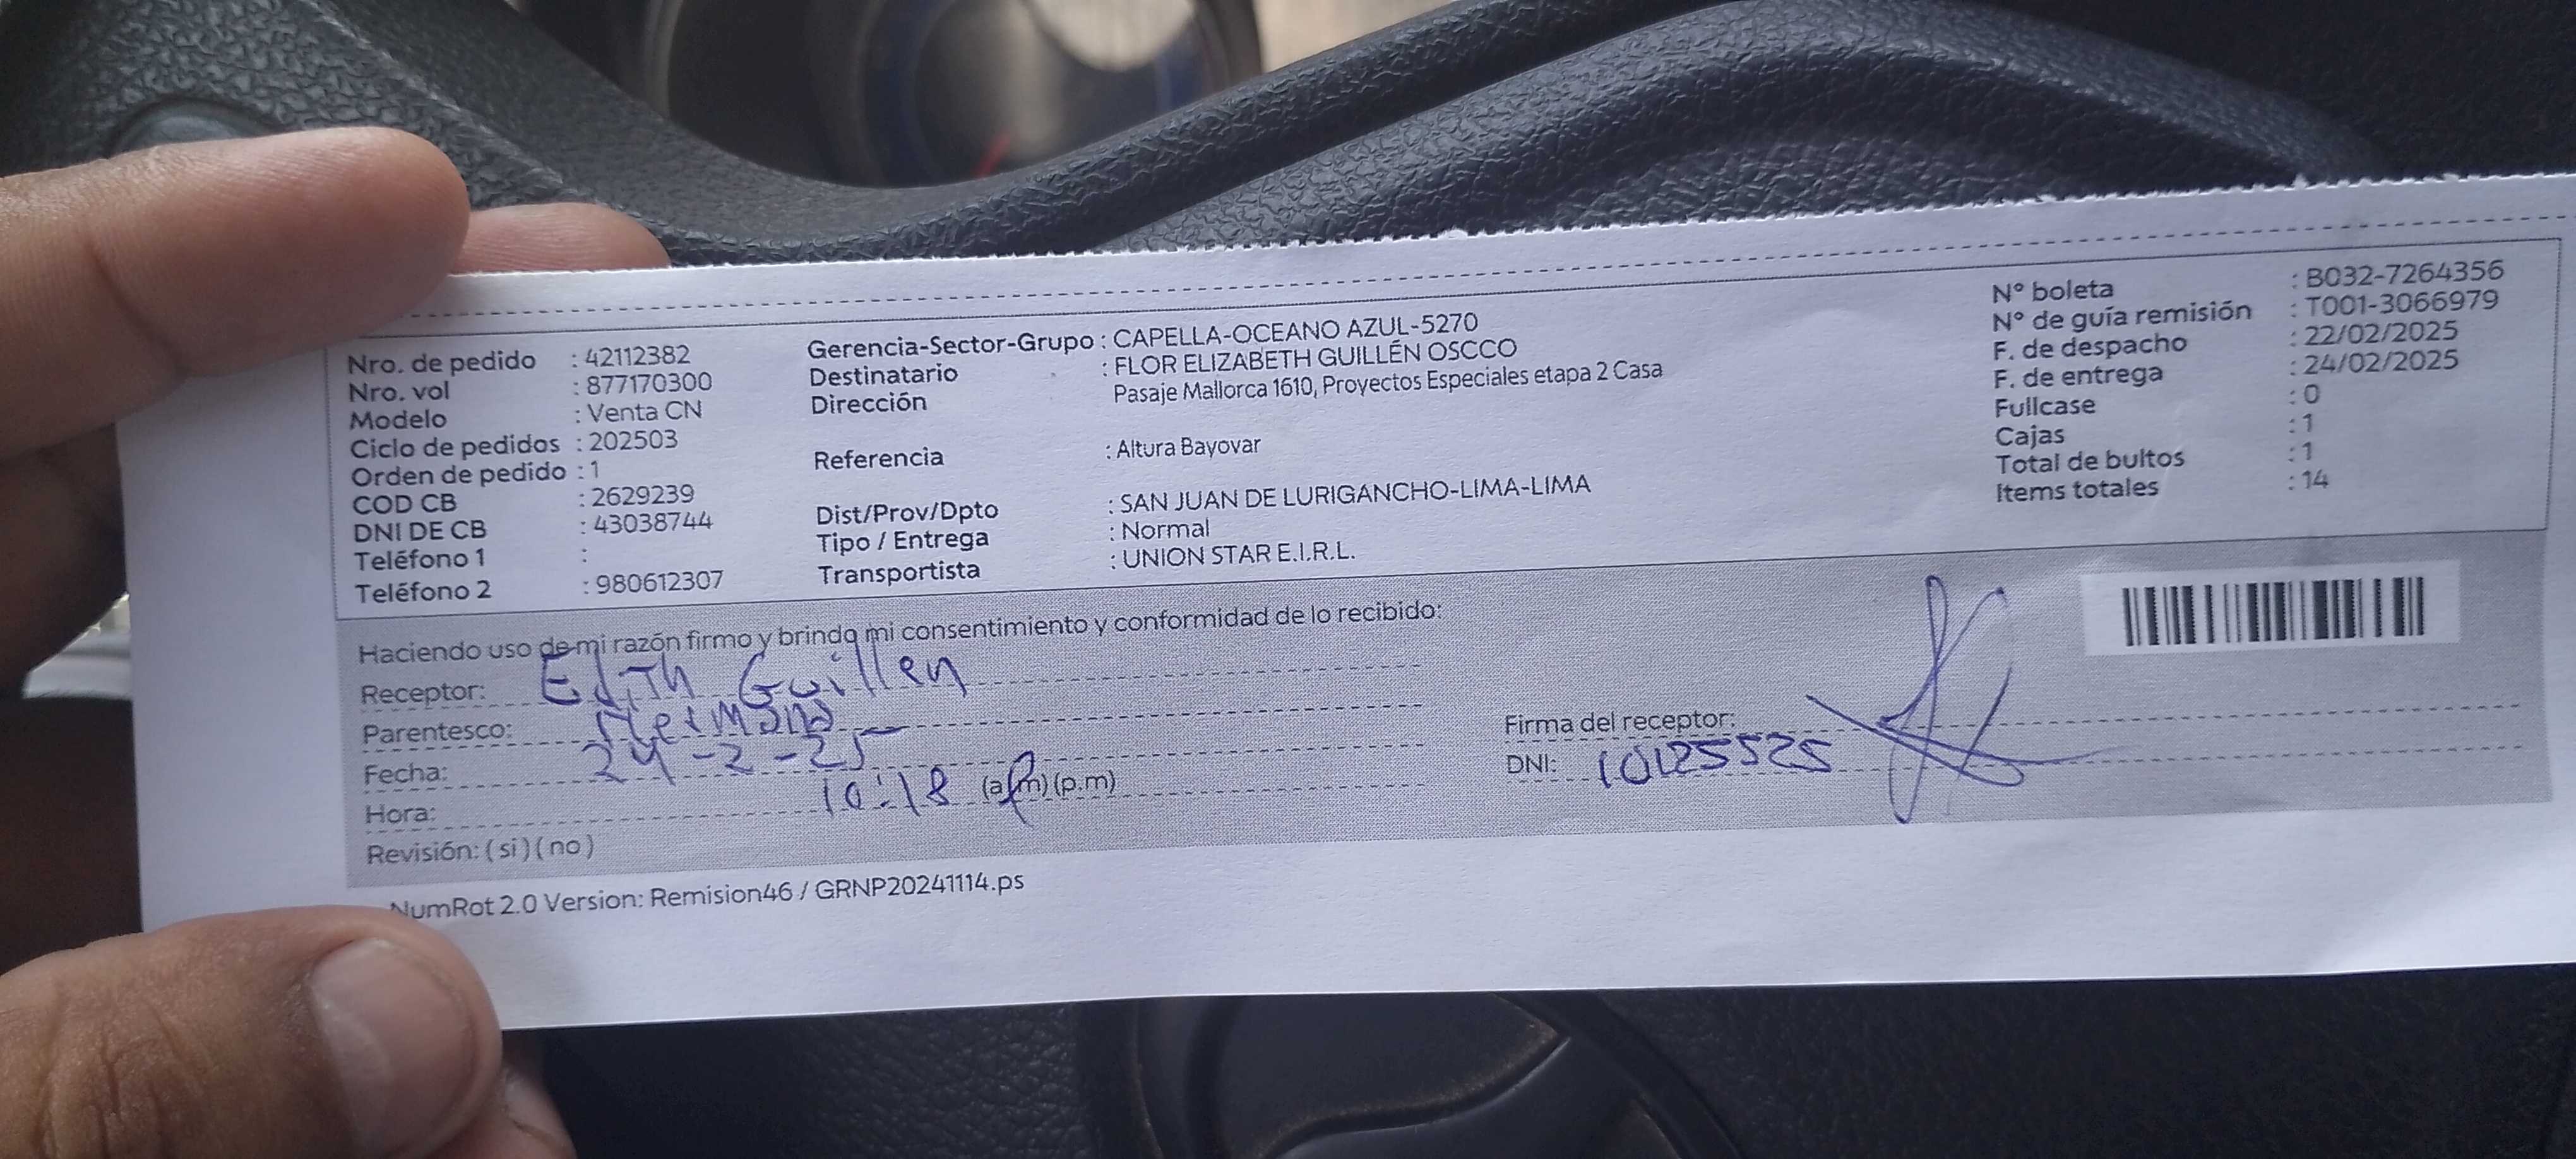 Nro. de pedido : 42112382
Nro. vol : 877170300
Modelo : Venta CN
Ciclo de pedidos : 202503
Orden de pedido : 1
COD CB : 2629239
DNI DE CB : 43038744
Teléfono 1 :
Teléfono 2 : 980612307
Gerencia-Sector-Grupo : CAPELLA-OCEANO AZUL-5270
Destinatario : FLOR ELIZABETH GUILLÉN OSCCO
Dirección Pasaje Mallorca 1610, Proyectos Especiales etapa 2 Casa
Referencia : Altura Bayovar
Dist/Prov/Dpto : SAN JUAN DE LURIGANCHO-LIMA-LIMA
Tipo / Entrega : Normal
Transportista : UNION STAR E.I.R.L.
N° boleta : B032-7264356
N° de guía remisión : T001-3066979
F. de despacho : 22/02/2025
F. de entrega : 24/02/2025
Fullcase : 0
Cajas : 1
Total de bultos : 1
Items totales : 14
Haciendo uso de mi razón firmo y brindo mi consentimiento y conformidad de lo recibido:
Receptor: Edith Guillen
Parentesco: Hermana
Fecha: 24-2-25
Hora: 10:18 (a.m) (p.m)
Revisión: ( si ) ( no )
Firma del receptor:
DNI: 10125525
NumRot 2.0 Version: Remision46 / GRNP20241114.ps